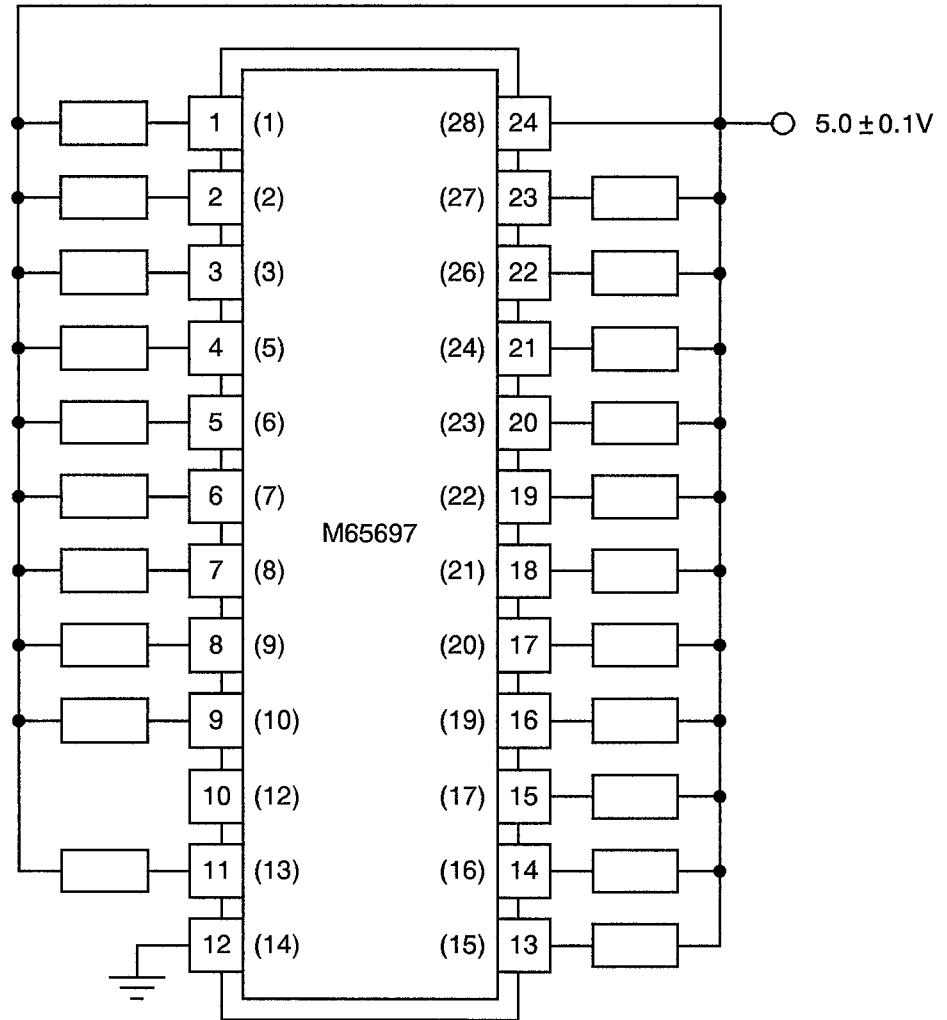 1 (1) (28) 24 5.0 ± 0.1V
2 (2) (27) 23
3 (3) (26) 22
4 (5) (24) 21
5 (6) (23) 20
6 (7) (22) 19
M65697
7 (8) (21) 18
8 (9) (20) 17
9 (10) (19) 16
10 (12) (17) 15
11 (13) (16) 14
12 (14) (15) 13